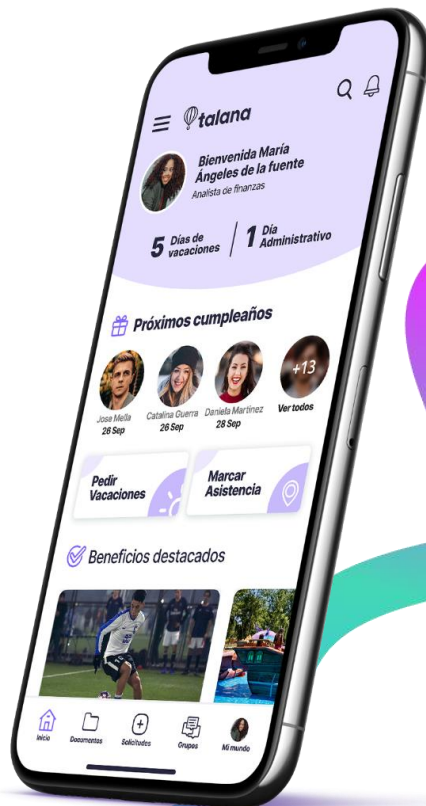 talana
Bienvenida María
Ángeles de la fuente
Analista de finanzas
5 Días de
vacaciones
1 Día
Administrativo
Próximos cumpleaños
Jose Mella
26 Sep
Catalina Guerra
26 Sep
Daniela Martinez
28 Sep
+13
Ver todos
Pedir
Vacaciones
Marcar
Asistencia
Beneficios destacados
Inicio
Documentos
Solicitudes
Grupos
Mi mundo